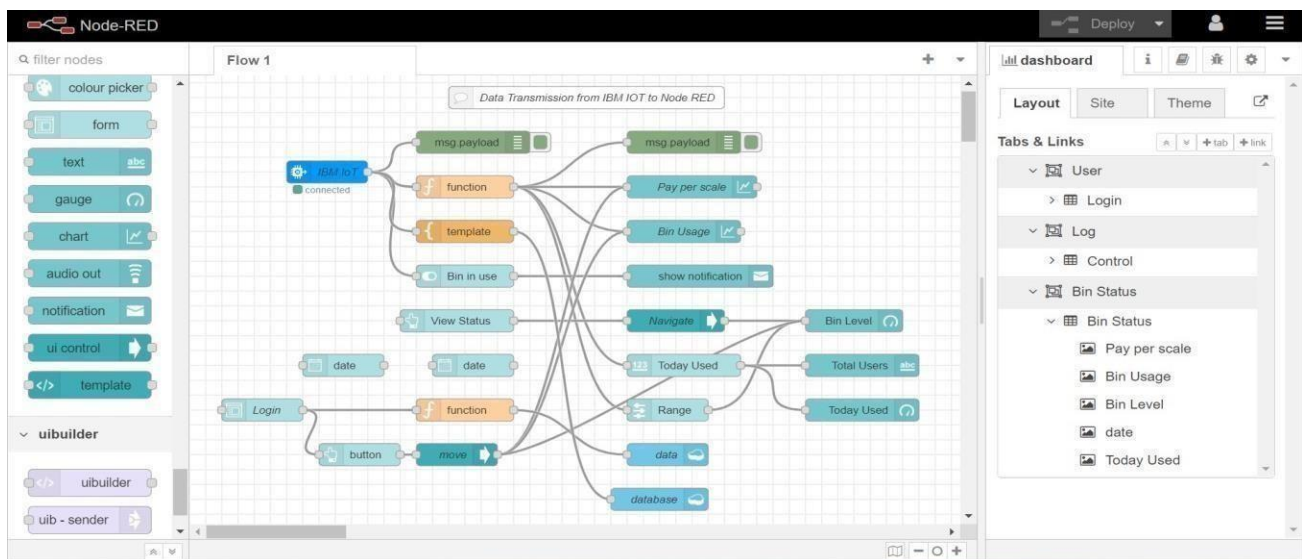 Node-RED
Deploy
filter nodes
colour picker
form
text
abc
gauge
chart
audio out
notification
ui control
template
uibuilder
uibuilder
uib - sender
Flow 1
Data Transmission from IBM IOT to Node RED
msg.payload
msg.payload
IBM IoT
connected
function
Pay per scale
template
Bin Usage
Bin in use
show notification
View Status
Navigate
Bin Level
date
date
123
Today Used
Total Users
abc
Login
function
Range
Today Used
button
move
data
database
dashboard
i
Layout
Site
Theme
Tabs & Links
+ tab
+ link
User
Login
Log
Control
Bin Status
Bin Status
Pay per scale
Bin Usage
Bin Level
date
Today Used